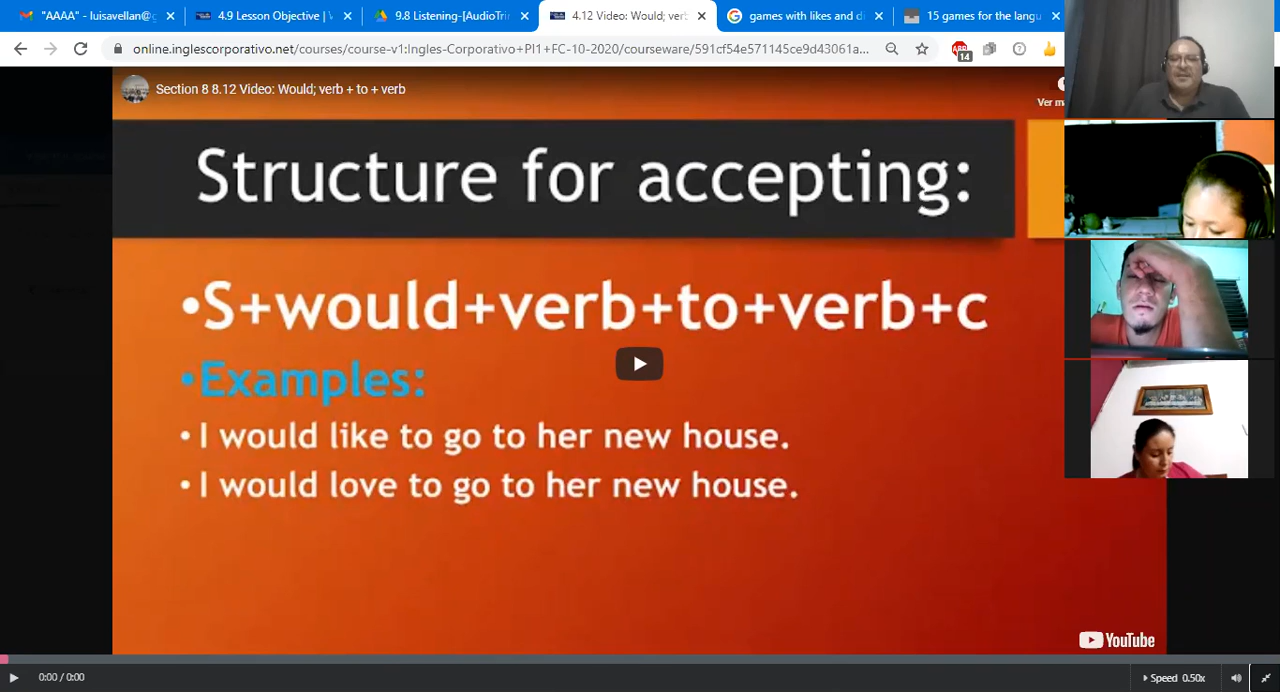 "AAAA" - luisavellan@g
4.9 Lesson Objective | V
9.8 Listening-[AudioTrir
4.12 Video: Would; verb
games with likes and di
15 games for the langu
online.inglescorporativo.net/courses/course-v1:Ingles-Corporativo+PI1+FC-10-2020/courseware/591cf54e571145ce9d43061a...
14
Section 8 8.12 Video: Would; verb + to + verb
Ver m
Structure for accepting:
•S+would+verb+to+verb+c
•Examples:
• I would like to go to her new house.
• I would love to go to her new house.
YouTube
0:00 / 0:00
Speed 0.50x